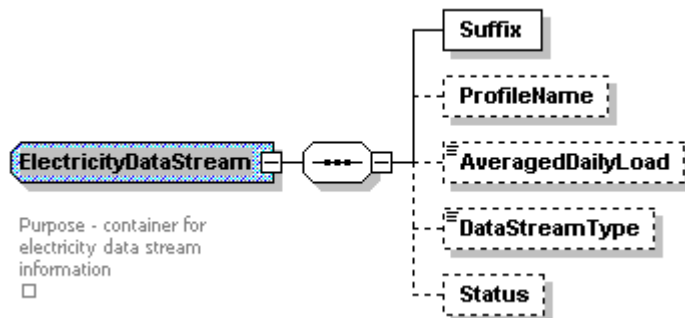 Suffix
ProfileName
ElectricityDataStream
AveragedDailyLoad
Purpose - container for
electricity data stream
information
DataStreamType
Status